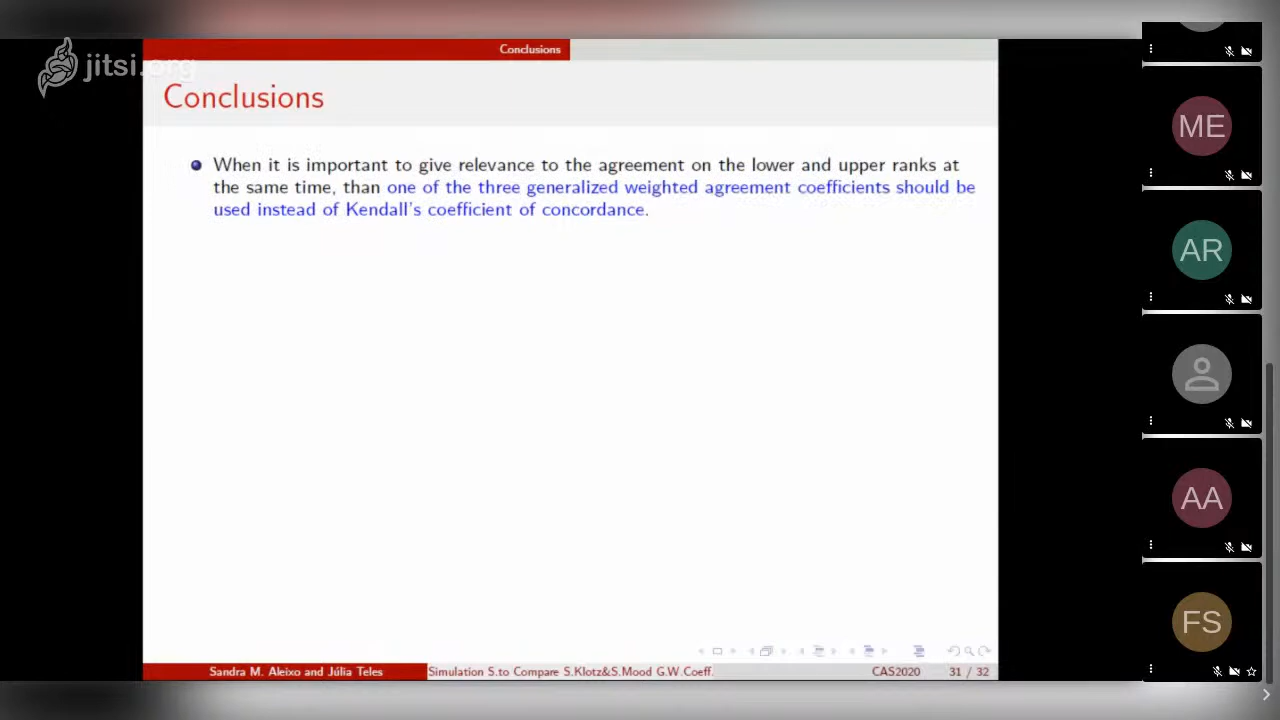 Conclusions
jitsi.org
Conclusions
When it is important to give relevance to the agreement on the lower and upper ranks at
the same time, than one of the three generalized weighted agreement coefficients should be
used instead of Kendall's coefficient of concordance.
Sandra M. Aleixo and Júlia Teles
Simulation S.to Compare S.Klotz&S.Mood G.W.Coeff.
CAS2020
31 / 32
ME
AR
AA
FS